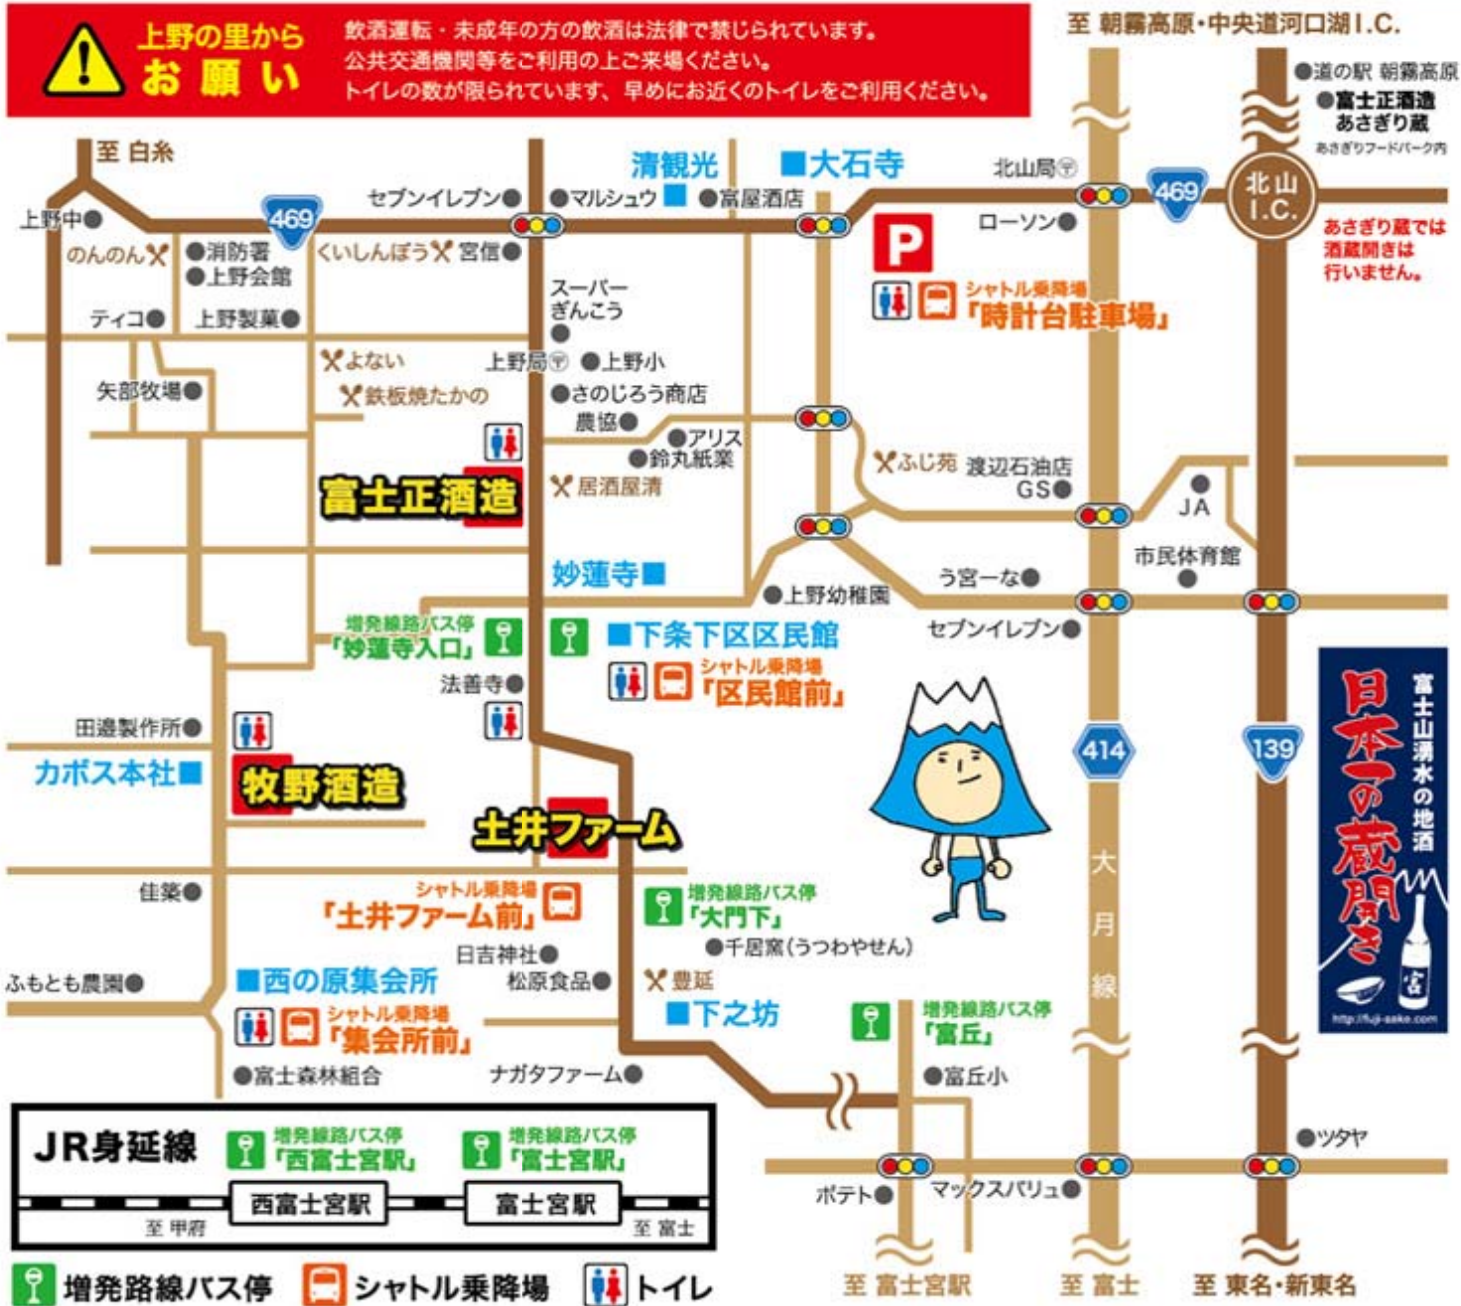 上野の里から
お願い
飲酒運転・未成年の方の飲酒は法律で禁じられています。
公共交通機関等をご利用の上ご来場ください。
トイレの数が限られています、早めにお近くのトイレをご利用ください。
至 朝霧高原・中央道河口湖I.C.
道の駅 朝霧高原
富士正酒造
あさぎり蔵
あさぎりフードパーク内
至 白糸
清観光
大石寺
北山局〒
469
北山
I.C.
セブンイレブン
マルシュウ
富屋酒店
上野中
469
ローソン
あさぎり蔵では
酒蔵開きは
行いません。
P
のんのん
消防署
上野会館
くいしんぼう
宮信
スーパー
ぎんこう
シャトル乗降場
「時計台駐車場」
ティコ
上野製菓
よない
上野局〒
上野小
矢部牧場
鉄板焼たかの
さのじろう商店
農協
アリス
鈴丸紙業
ふじ苑
渡辺石油店
GS
富士正酒造
居酒屋清
JA
市民体育館
妙蓮寺
上野幼稚園
う宮一な
セブンイレブン
増発線路バス停
「妙蓮寺入口」
下条下区区民館
シャトル乗降場
「区民館前」
法善寺
田邉製作所
カボス本社
牧野酒造
414
139
富士山湧水の地酒
日本一の蔵開き
宮
http://fuji-sake.com
土井ファーム
大月線
佳築
シャトル乗降場
「土井ファーム前」
増発線路バス停
「大門下」
千居窯(うつわやせん)
日吉神社
ふもとも農園
西の原集会所
松原食品
豊延
下之坊
シャトル乗降場
「集会所前」
増発線路バス停
「富丘」
富士森林組合
ナガタファーム
富丘小
JR身延線
増発線路バス停
「西富士宮駅」
増発線路バス停
「富士宮駅」
西富士宮駅
富士宮駅
至 甲府
至 富士
ツタヤ
ポテト
マックスバリュ
増発路線バス停
シャトル乗降場
トイレ
至 富士宮駅
至 富士
至 東名・新東名